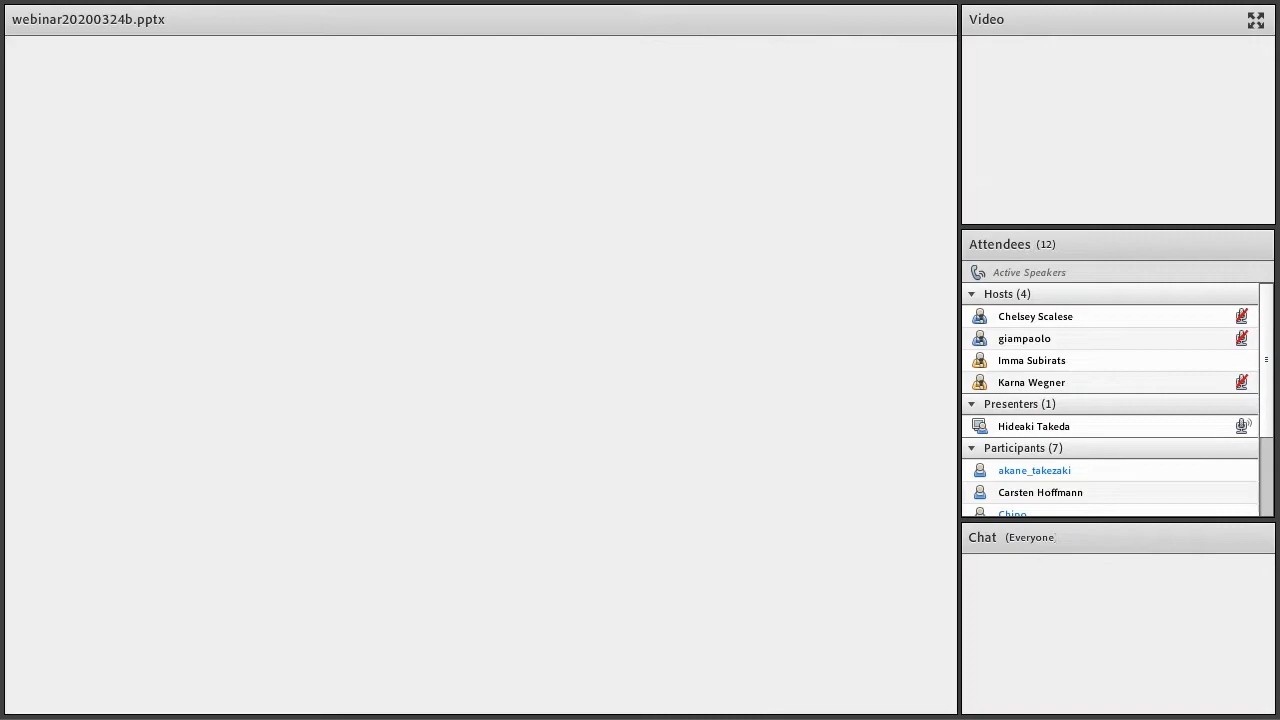 webinar20200324b.pptx
Video
Attendees (12)
Active Speakers
Hosts (4)
Chelsey Scalese
giampaolo
Imma Subirats
Karna Wegner
Presenters (1)
Hideaki Takeda
Participants (7)
akane_takezaki
Carsten Hoffmann
Chipo
Chat (Everyone